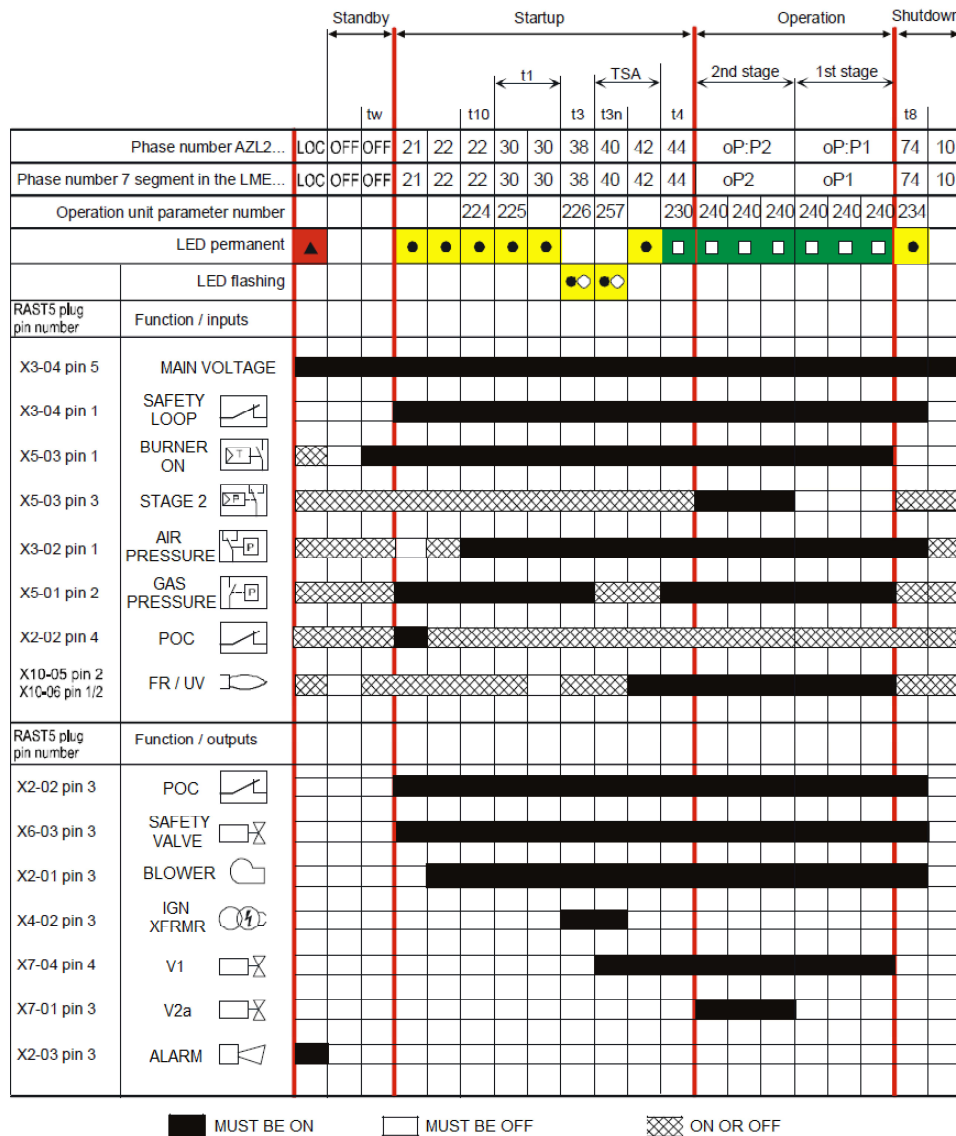 Standby Startup Operation Shutdown
t1 TSA 2nd stage 1st stage
tw t10 t3 t3n t4 t8
Phase number AZL2... LOC OFF OFF 21 22 22 30 30 38 40 42 44 oP:P2 oP:P1 74 10
Phase number 7 segment in the LME... LOC OFF OFF 21 22 22 30 30 38 40 42 44 oP2 oP1 74 10
Operation unit parameter number 224 225 226 257 230 240 240 240 240 240 240 234
LED permanent
LED flashing
RAST5 plug
pin number
Function / inputs
X3-04 pin 5 MAIN VOLTAGE
X3-04 pin 1 SAFETY
LOOP
X5-03 pin 1 BURNER
ON T
X5-03 pin 3 STAGE 2 P
X3-02 pin 1 AIR
PRESSURE P
X5-01 pin 2 GAS
PRESSURE P
X2-02 pin 4 POC
X10-05 pin 2
X10-06 pin 1/2
FR / UV
RAST5 plug
pin number
Function / outputs
X2-02 pin 3 POC
X6-03 pin 3 SAFETY
VALVE
X2-01 pin 3 BLOWER
X4-02 pin 3 IGN
XFRMR
X7-04 pin 4 V1
X7-01 pin 3 V2a
X2-03 pin 3 ALARM
MUST BE ON MUST BE OFF ON OR OFF